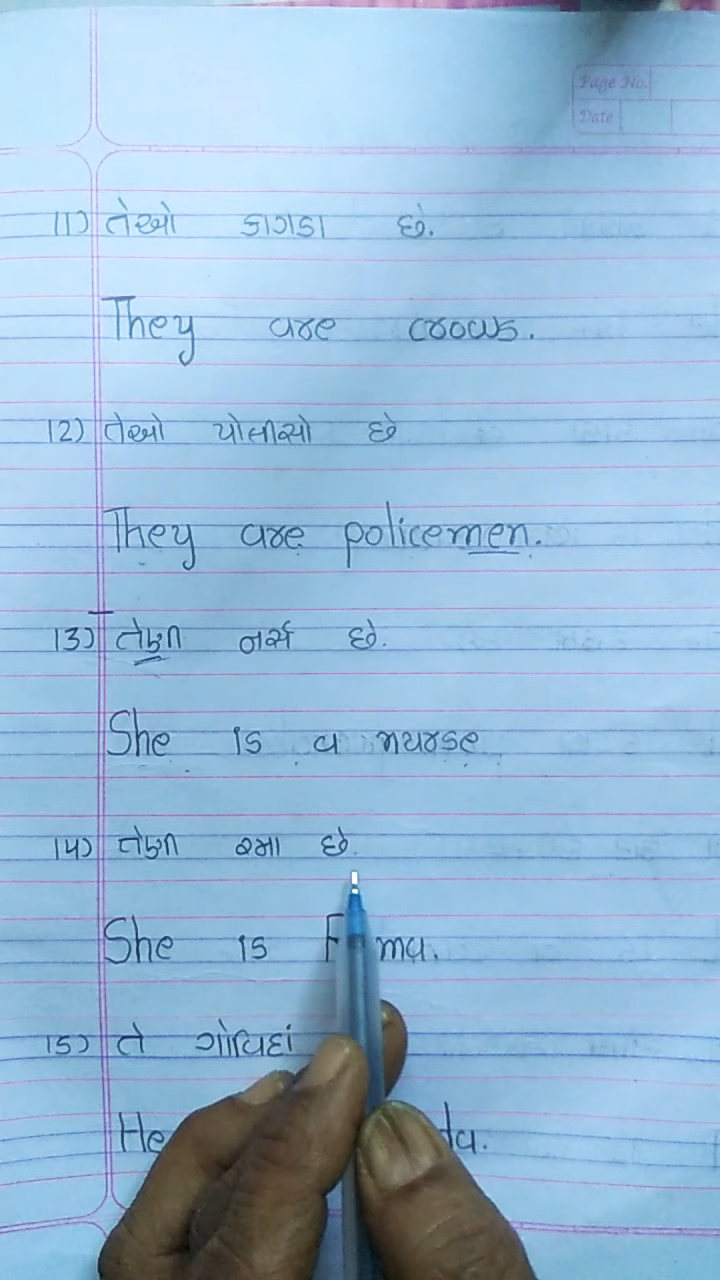 Page No.
Date
11) તેઓ કાગડા છે.
They are crows.
12) તેઓ પોલીસો છે
They are policemen.
13) તેણી નર્સ છે.
She is a nurse
14) તેણી રમા છે.
She is ma.
15) તે ગોવિદાં
He da.